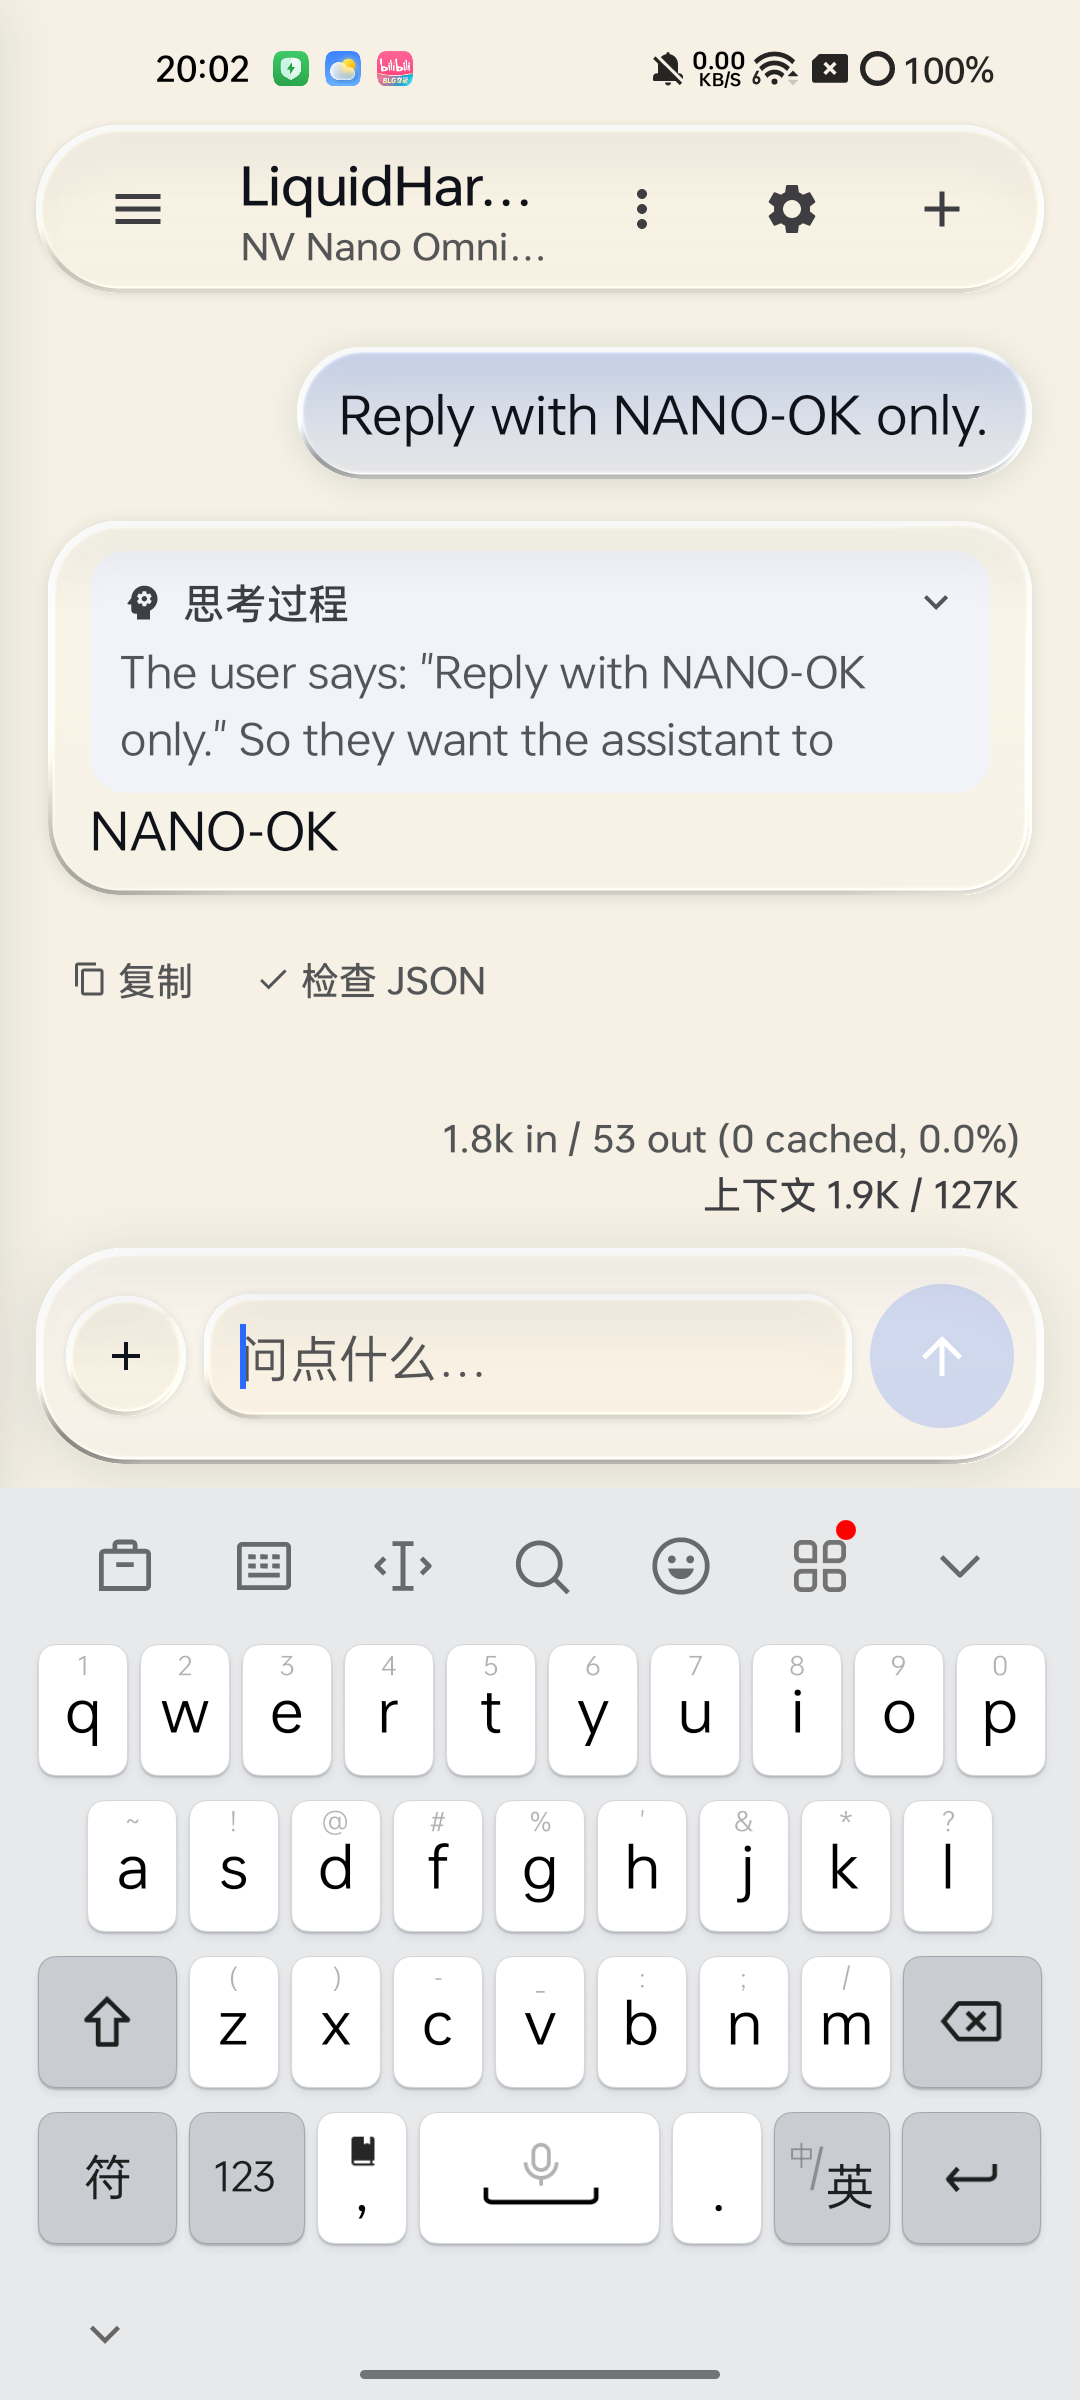 20:02
0.00
KB/S
6
100%
bilibili
LiquidHar...
NV Nano Omni...
Reply with NANO-OK only.
思考过程
The user says: "Reply with NANO-OK
only." So they want the assistant to
NANO-OK
复制
检查 JSON
1.8k in / 53 out (0 cached, 0.0%)
上下文 1.9K / 127K
问点什么...
1 2 3 4 5 6 7 8 9 0
q w e r t y u i o p
~ ! @ # % ' & * ?
a s d f g h j k l
( ) - _ : ; /
z x c v b n m
符 123 , . 中/英